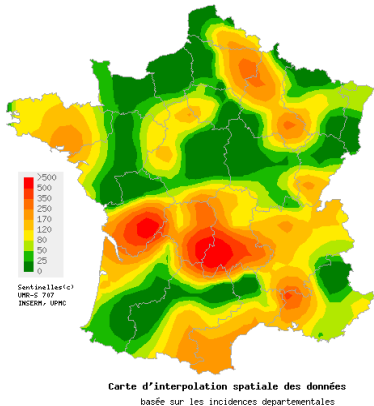 >500
500
350
250
170
120
80
50
25
0
Sentinelles(c)
UMR-S 707
INSERM, UPMC
Carte d'interpolation spatiale des données
basée sur les incidences departementales